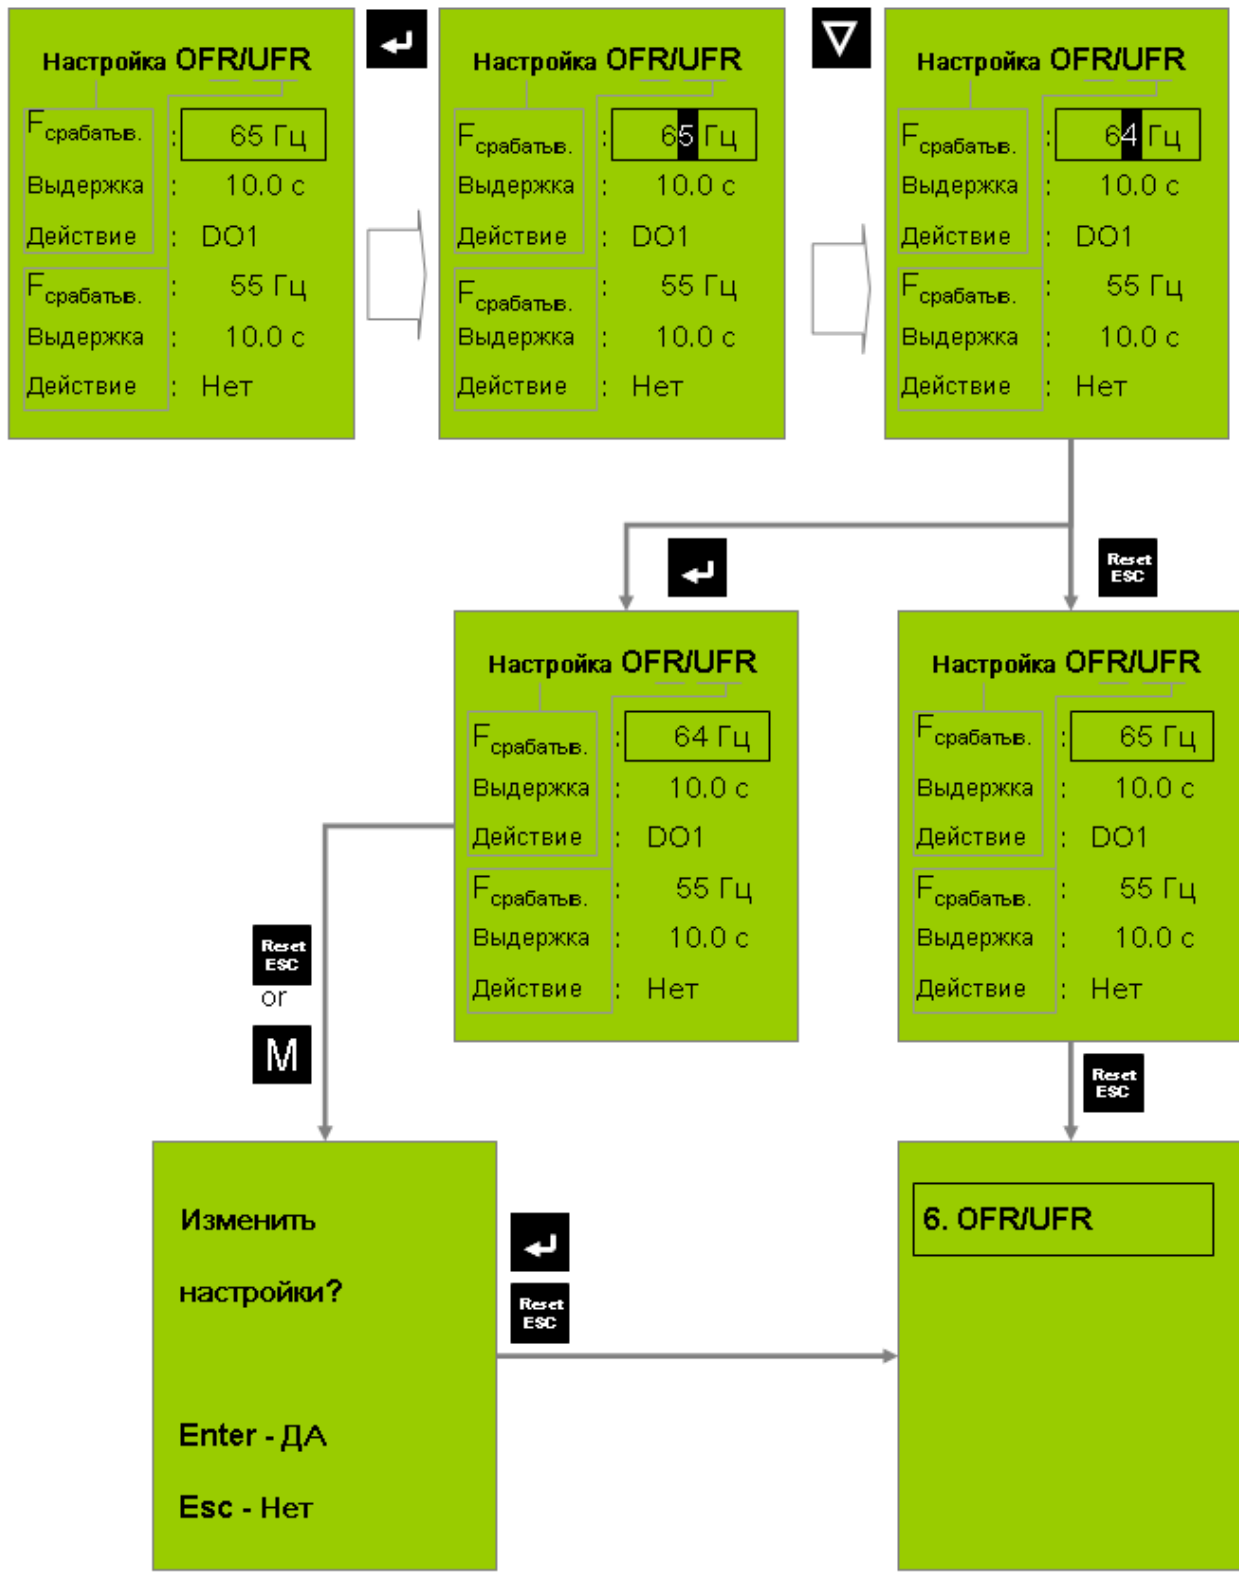 Настройка OFR/UFR
Fсрабатыв. : 65 Гц
Выдержка : 10.0 с
Действие : DO1
Fсрабатыв. : 55 Гц
Выдержка : 10.0 с
Действие : Нет
Настройка OFR/UFR
Fсрабатыв. : 65 Гц
Выдержка : 10.0 с
Действие : DO1
Fсрабатыв. : 55 Гц
Выдержка : 10.0 с
Действие : Нет
Настройка OFR/UFR
Fсрабатыв. : 64 Гц
Выдержка : 10.0 с
Действие : DO1
Fсрабатыв. : 55 Гц
Выдержка : 10.0 с
Действие : Нет
Reset
ESC
Настройка OFR/UFR
Fсрабатыв. : 64 Гц
Выдержка : 10.0 с
Действие : DO1
Fсрабатыв. : 55 Гц
Выдержка : 10.0 с
Действие : Нет
Настройка OFR/UFR
Fсрабатыв. : 65 Гц
Выдержка : 10.0 с
Действие : DO1
Fсрабатыв. : 55 Гц
Выдержка : 10.0 с
Действие : Нет
Reset
ESC
or
M
Reset
ESC
Изменить
настройки?
Enter - ДА
Esc - Нет
Reset
ESC
6. OFR/UFR